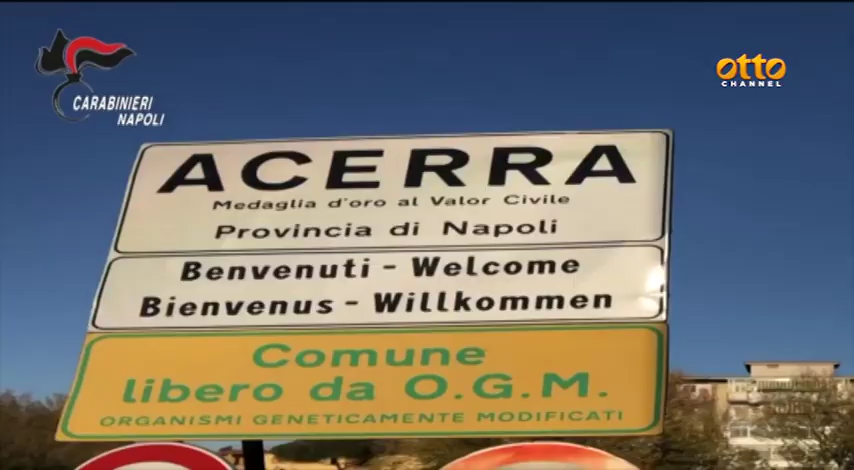 CARABINIERI
NAPOLI
otto
CHANNEL
ACERRA
Medaglia d'oro al Valor Civile
Provincia di Napoli
Benvenuti - Welcome
Bienvenus - Willkommen
Comune
libero da O.G.M.
ORGANISMI GENETICAMENTE MODIFICATI